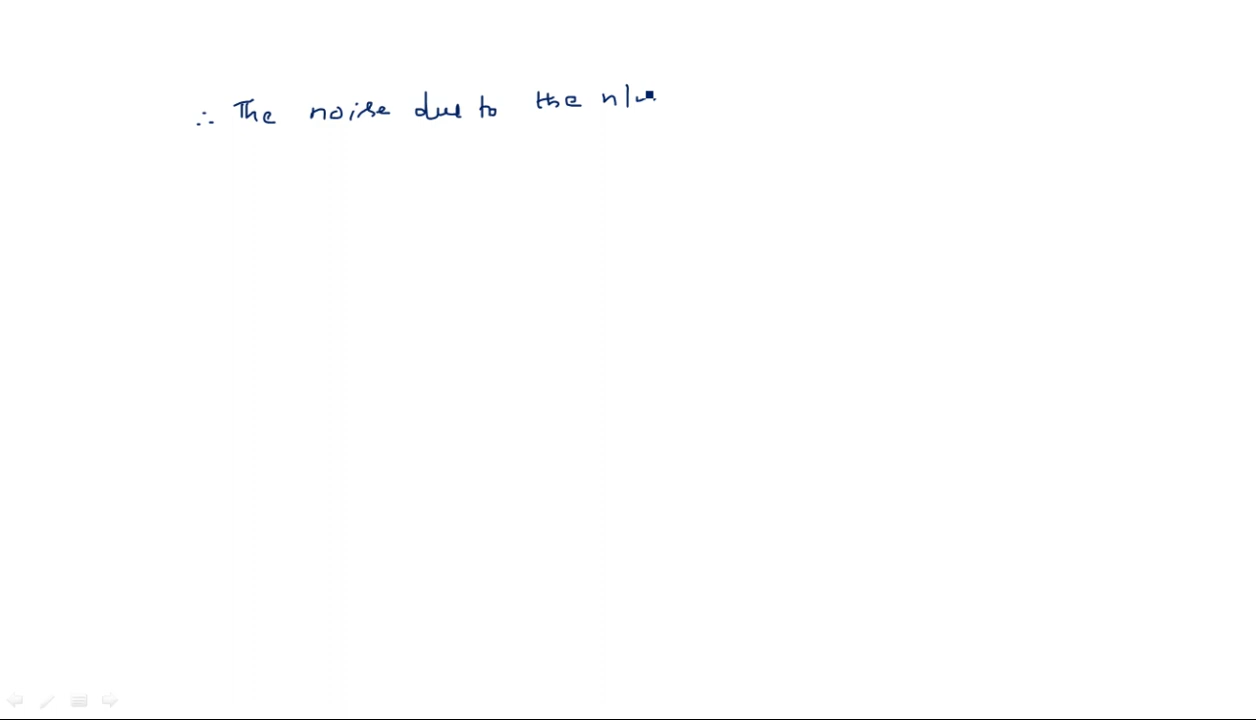 ∴ The noise due to the n/w